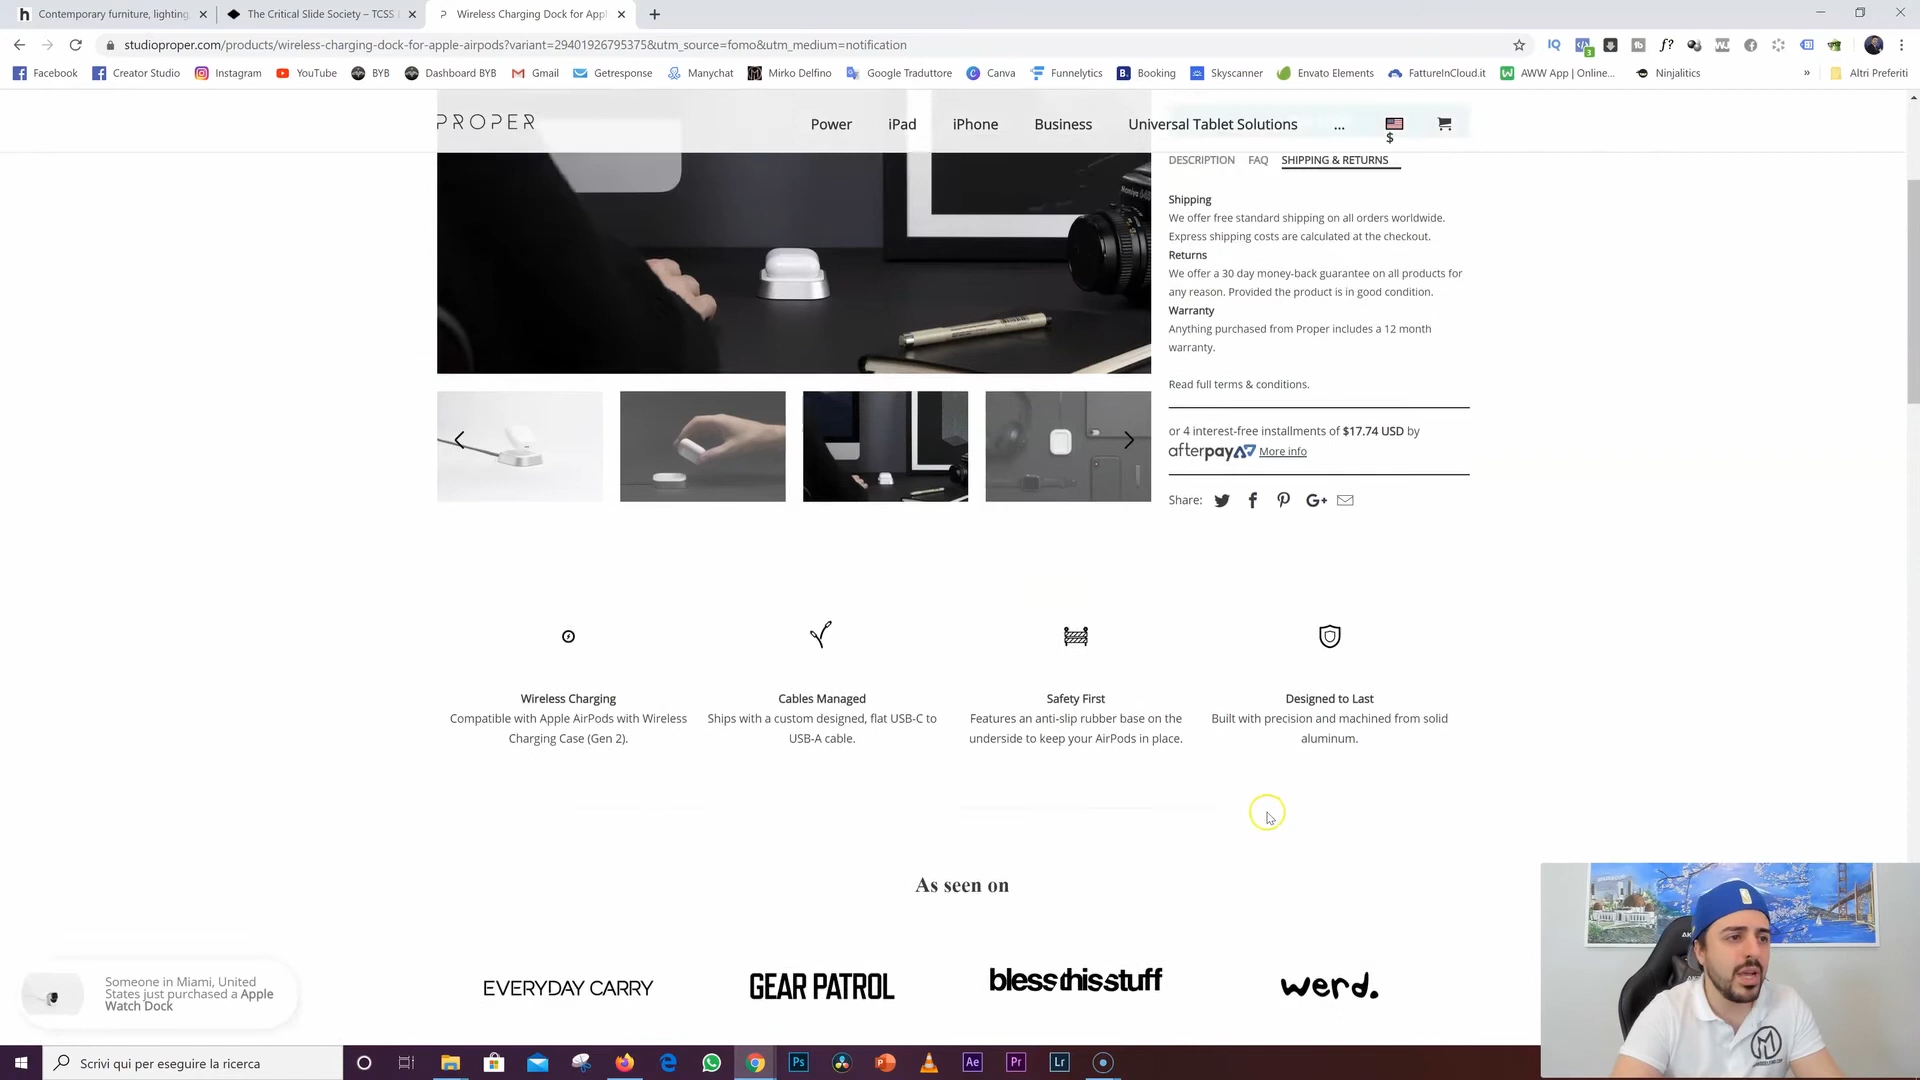 Contemporary furniture, lighting,
The Critical Slide Society – TCSS
Wireless Charging Dock for Appl
studioproper.com/products/wireless-charging-dock-for-apple-airpods?variant=29401926795375&utm_source=fomo&utm_medium=notification
Facebook Creator Studio Instagram YouTube BYB Dashboard BYB Gmail Getresponse Manychat Mirko Delfino Google Traduttore Canva Funnelytics Booking Skyscanner Envato Elements FattureInCloud.it AWW App | Online... Ninjalitics » Altri Preferiti
PROPER Power iPad iPhone Business Universal Tablet Solutions ... $
DESCRIPTION FAQ SHIPPING & RETURNS
Shipping
We offer free standard shipping on all orders worldwide.
Express shipping costs are calculated at the checkout.
Returns
We offer a 30 day money-back guarantee on all products for
any reason. Provided the product is in good condition.
Warranty
Anything purchased from Proper includes a 12 month
warranty.
Read full terms & conditions.
or 4 interest-free installments of $17.74 USD by
afterpay More info
Share: G+
Wireless Charging
Compatible with Apple AirPods with Wireless
Charging Case (Gen 2).
Cables Managed
Ships with a custom designed, flat USB-C to
USB-A cable.
Safety First
Features an anti-slip rubber base on the
underside to keep your AirPods in place.
Designed to Last
Built with precision and machined from solid
aluminum.
As seen on
EVERYDAY CARRY GEAR PATROL blessthisstuff werd.
Someone in Miami, United
States just purchased a Apple
Watch Dock
Scrivi qui per eseguire la ricerca
Ps Ae Pr Lr